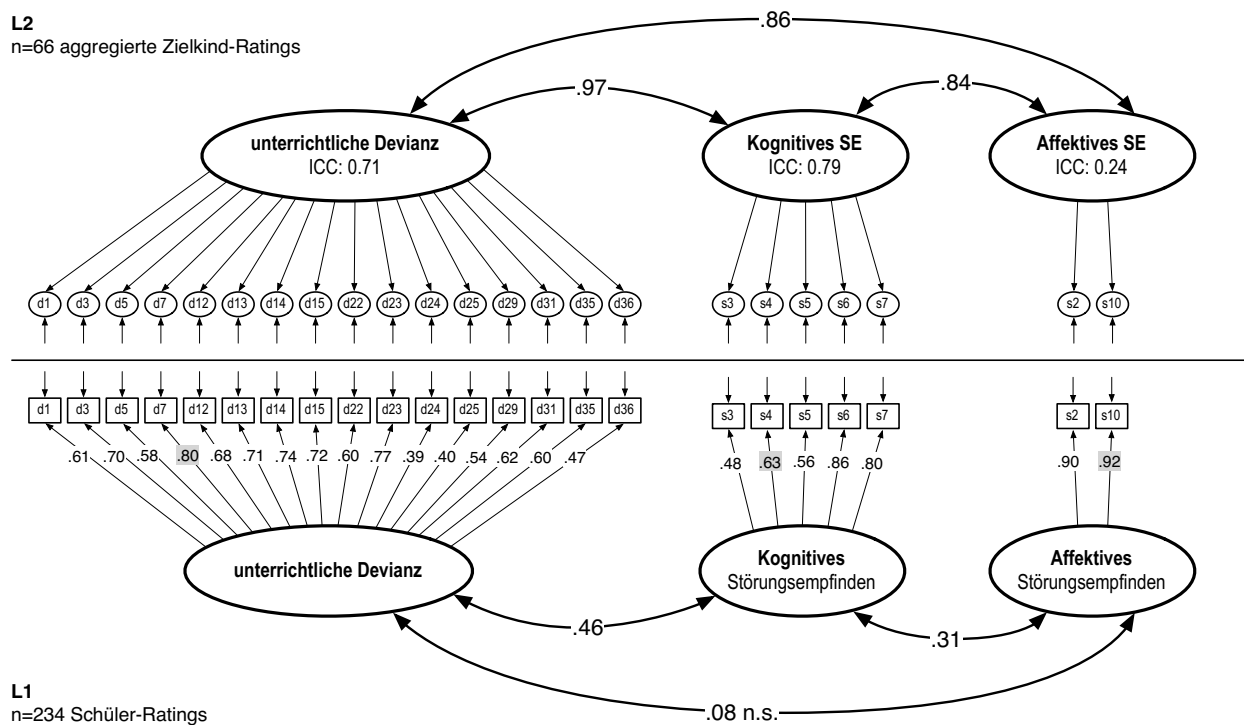 L2
n=66 aggregierte Zielkind-Ratings
.86
.97
.84
unterrichtliche Devianz
ICC: 0.71
Kognitives SE
ICC: 0.79
Affektives SE
ICC: 0.24
d1 d3 d5 d7 d12 d13 d14 d15 d22 d23 d24 d25 d29 d31 d35 d36 s3 s4 s5 s6 s7 s2 s10
d1 d3 d5 d7 d12 d13 d14 d15 d22 d23 d24 d25 d29 d31 d35 d36 s3 s4 s5 s6 s7 s2 s10
.61 .70 .58 .80 .68 .71 .74 .72 .60 .77 .39 .40 .54 .62 .60 .47 .48 .63 .56 .86 .80 .90 .92
unterrichtliche Devianz
Kognitives
Störungsempfinden
Affektives
Störungsempfinden
.46
.31
.08 n.s.
L1
n=234 Schüler-Ratings